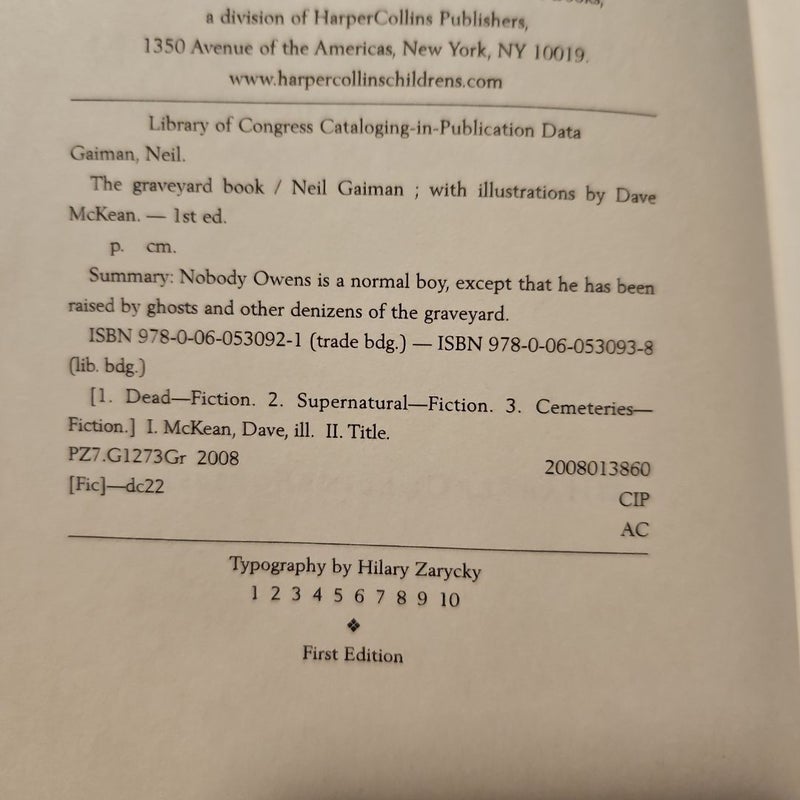 a division of HarperCollins Publishers,
1350 Avenue of the Americas, New York, NY 10019.
www.harpercollinschildrens.com
Library of Congress Cataloging-in-Publication Data
Gaiman, Neil.
The graveyard book / Neil Gaiman ; with illustrations by Dave
McKean. — 1st ed.
p. cm.
Summary: Nobody Owens is a normal boy, except that he has been
raised by ghosts and other denizens of the graveyard.
ISBN 978-0-06-053092-1 (trade bdg.) — ISBN 978-0-06-053093-8
(lib. bdg.)
[1. Dead—Fiction. 2. Supernatural—Fiction. 3. Cemeteries—
Fiction.] I. McKean, Dave, ill. II. Title.
PZ7.G1273Gr 2008 2008013860
[Fic]—dc22 CIP
AC
Typography by Hilary Zarycky
1 2 3 4 5 6 7 8 9 10
❖
First Edition